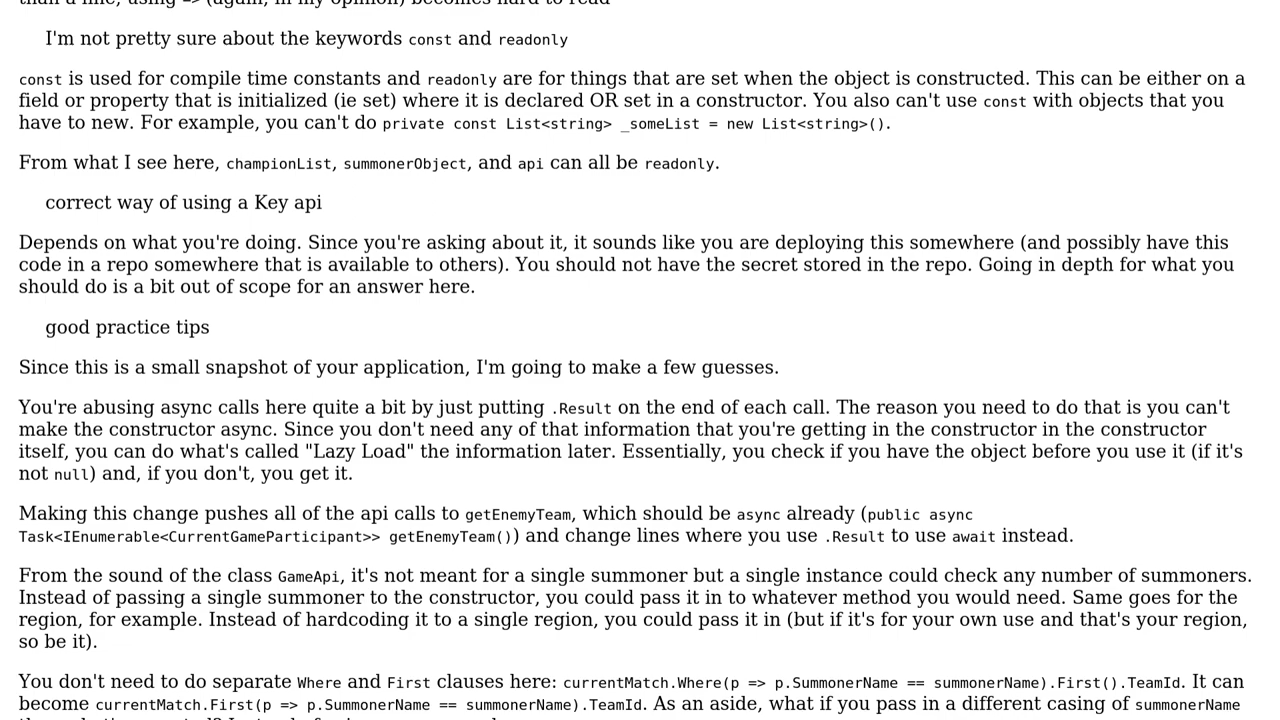 than a line, using => (again, in my opinion) becomes hard to read
I'm not pretty sure about the keywords const and readonly
const is used for compile time constants and readonly are for things that are set when the object is constructed. This can be either on a
field or property that is initialized (ie set) where it is declared OR set in a constructor. You also can't use const with objects that you
have to new. For example, you can't do private const List<string> _someList = new List<string>().
From what I see here, championList, summonerObject, and api can all be readonly.
correct way of using a Key api
Depends on what you're doing. Since you're asking about it, it sounds like you are deploying this somewhere (and possibly have this
code in a repo somewhere that is available to others). You should not have the secret stored in the repo. Going in depth for what you
should do is a bit out of scope for an answer here.
good practice tips
Since this is a small snapshot of your application, I'm going to make a few guesses.
You're abusing async calls here quite a bit by just putting .Result on the end of each call. The reason you need to do that is you can't
make the constructor async. Since you don't need any of that information that you're getting in the constructor in the constructor
itself, you can do what's called "Lazy Load" the information later. Essentially, you check if you have the object before you use it (if it's
not null) and, if you don't, you get it.
Making this change pushes all of the api calls to getEnemyTeam, which should be async already (public async
Task<IEnumerable<CurrentGameParticipant>> getEnemyTeam()) and change lines where you use .Result to use await instead.
From the sound of the class GameApi, it's not meant for a single summoner but a single instance could check any number of summoners.
Instead of passing a single summoner to the constructor, you could pass it in to whatever method you would need. Same goes for the
region, for example. Instead of hardcoding it to a single region, you could pass it in (but if it's for your own use and that's your region,
so be it).
You don't need to do separate Where and First clauses here: currentMatch.Where(p => p.SummonerName == summonerName).First().TeamId. It can
become currentMatch.First(p => p.SummonerName == summonerName).TeamId. As an aside, what if you pass in a different casing of summonerName